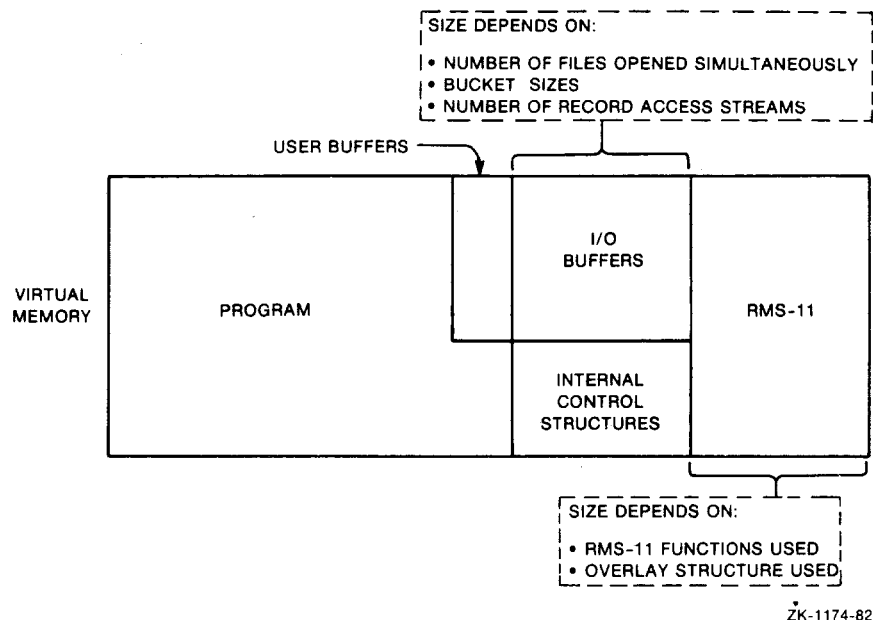 SIZE DEPENDS ON:
• NUMBER OF FILES OPENED SIMULTANEOUSLY
• BUCKET SIZES
• NUMBER OF RECORD ACCESS STREAMS
USER BUFFERS
I/O
BUFFERS
VIRTUAL
MEMORY
PROGRAM
RMS-11
INTERNAL
CONTROL
STRUCTURES
SIZE DEPENDS ON:
• RMS-11 FUNCTIONS USED
• OVERLAY STRUCTURE USED
ZK-1174-82